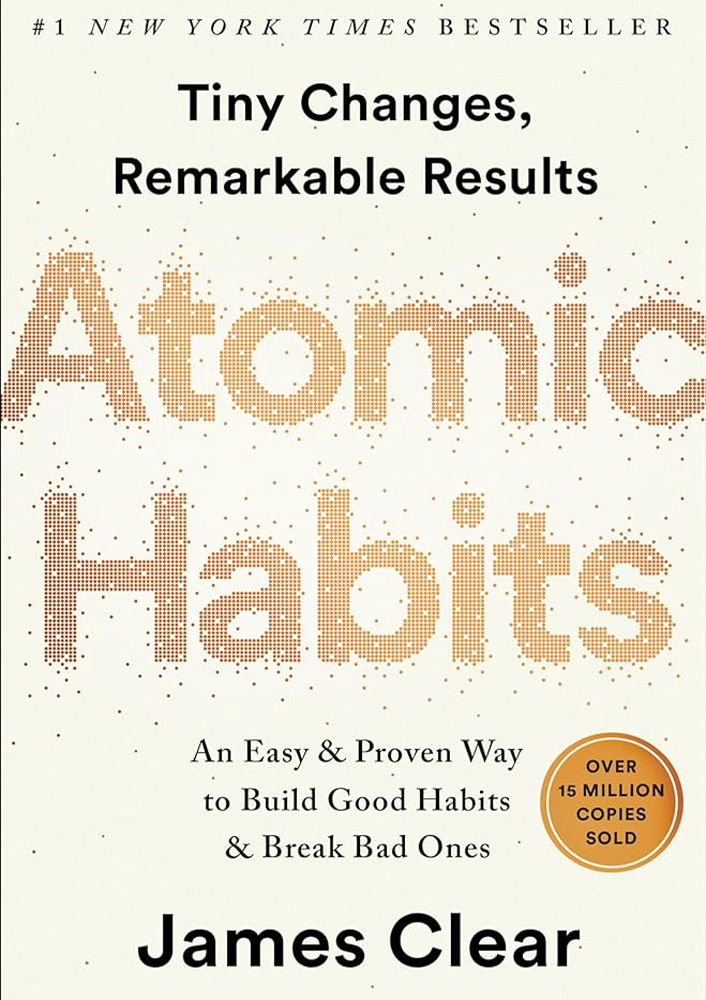 #1 NEW YORK TIMES BESTSELLER
Tiny Changes,
Remarkable Results
Atomic
Habits
An Easy & Proven Way
to Build Good Habits
& Break Bad Ones
OVER
15 MILLION
COPIES
SOLD
James Clear